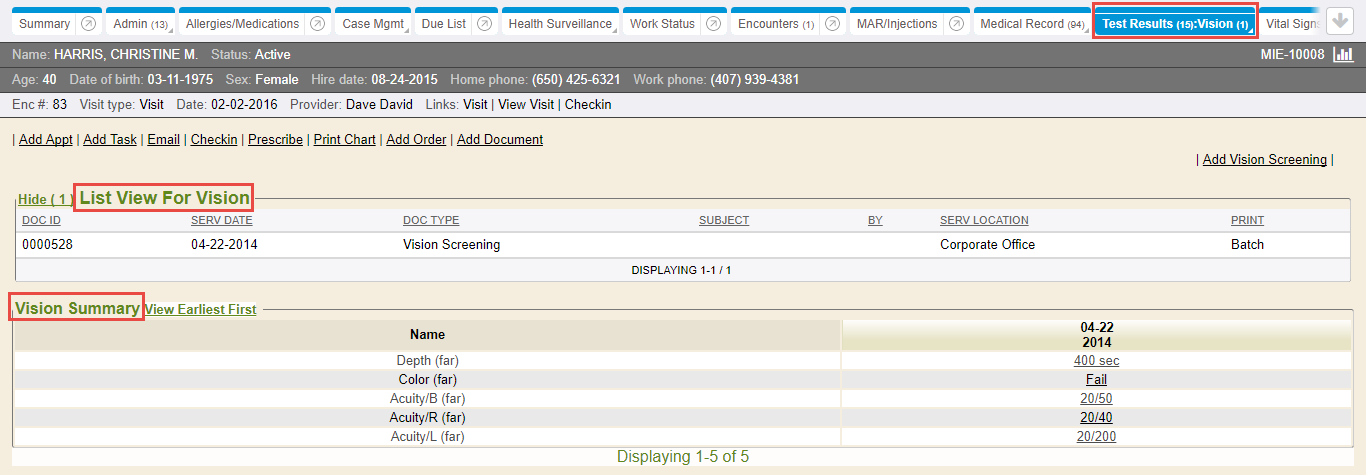 Summary Admin (13) Allergies/Medications Case Mgmt Due List Health Surveillance Work Status Encounters (1) MAR/Injections Medical Record (94) Test Results (15):Vision (1) Vital Signs
Name: HARRIS, CHRISTINE M. Status: Active MIE-10008
Age: 40 Date of birth: 03-11-1975 Sex: Female Hire date: 08-24-2015 Home phone: (650) 425-6321 Work phone: (407) 939-4381
Enc #: 83 Visit type: Visit Date: 02-02-2016 Provider: Dave David Links: Visit | View Visit | Checkin
| Add Appt | Add Task | Email | Checkin | Prescribe | Print Chart | Add Order | Add Document
| Add Vision Screening |
Hide ( 1 ) List View For Vision
DOC ID SERV DATE DOC TYPE SUBJECT BY SERV LOCATION PRINT
0000528 04-22-2014 Vision Screening Corporate Office Batch
DISPLAYING 1-1 / 1
Vision Summary View Earliest First
Name 04-22
2014
Depth (far) 400 sec
Color (far) Fail
Acuity/B (far) 20/50
Acuity/R (far) 20/40
Acuity/L (far) 20/200
Displaying 1-5 of 5